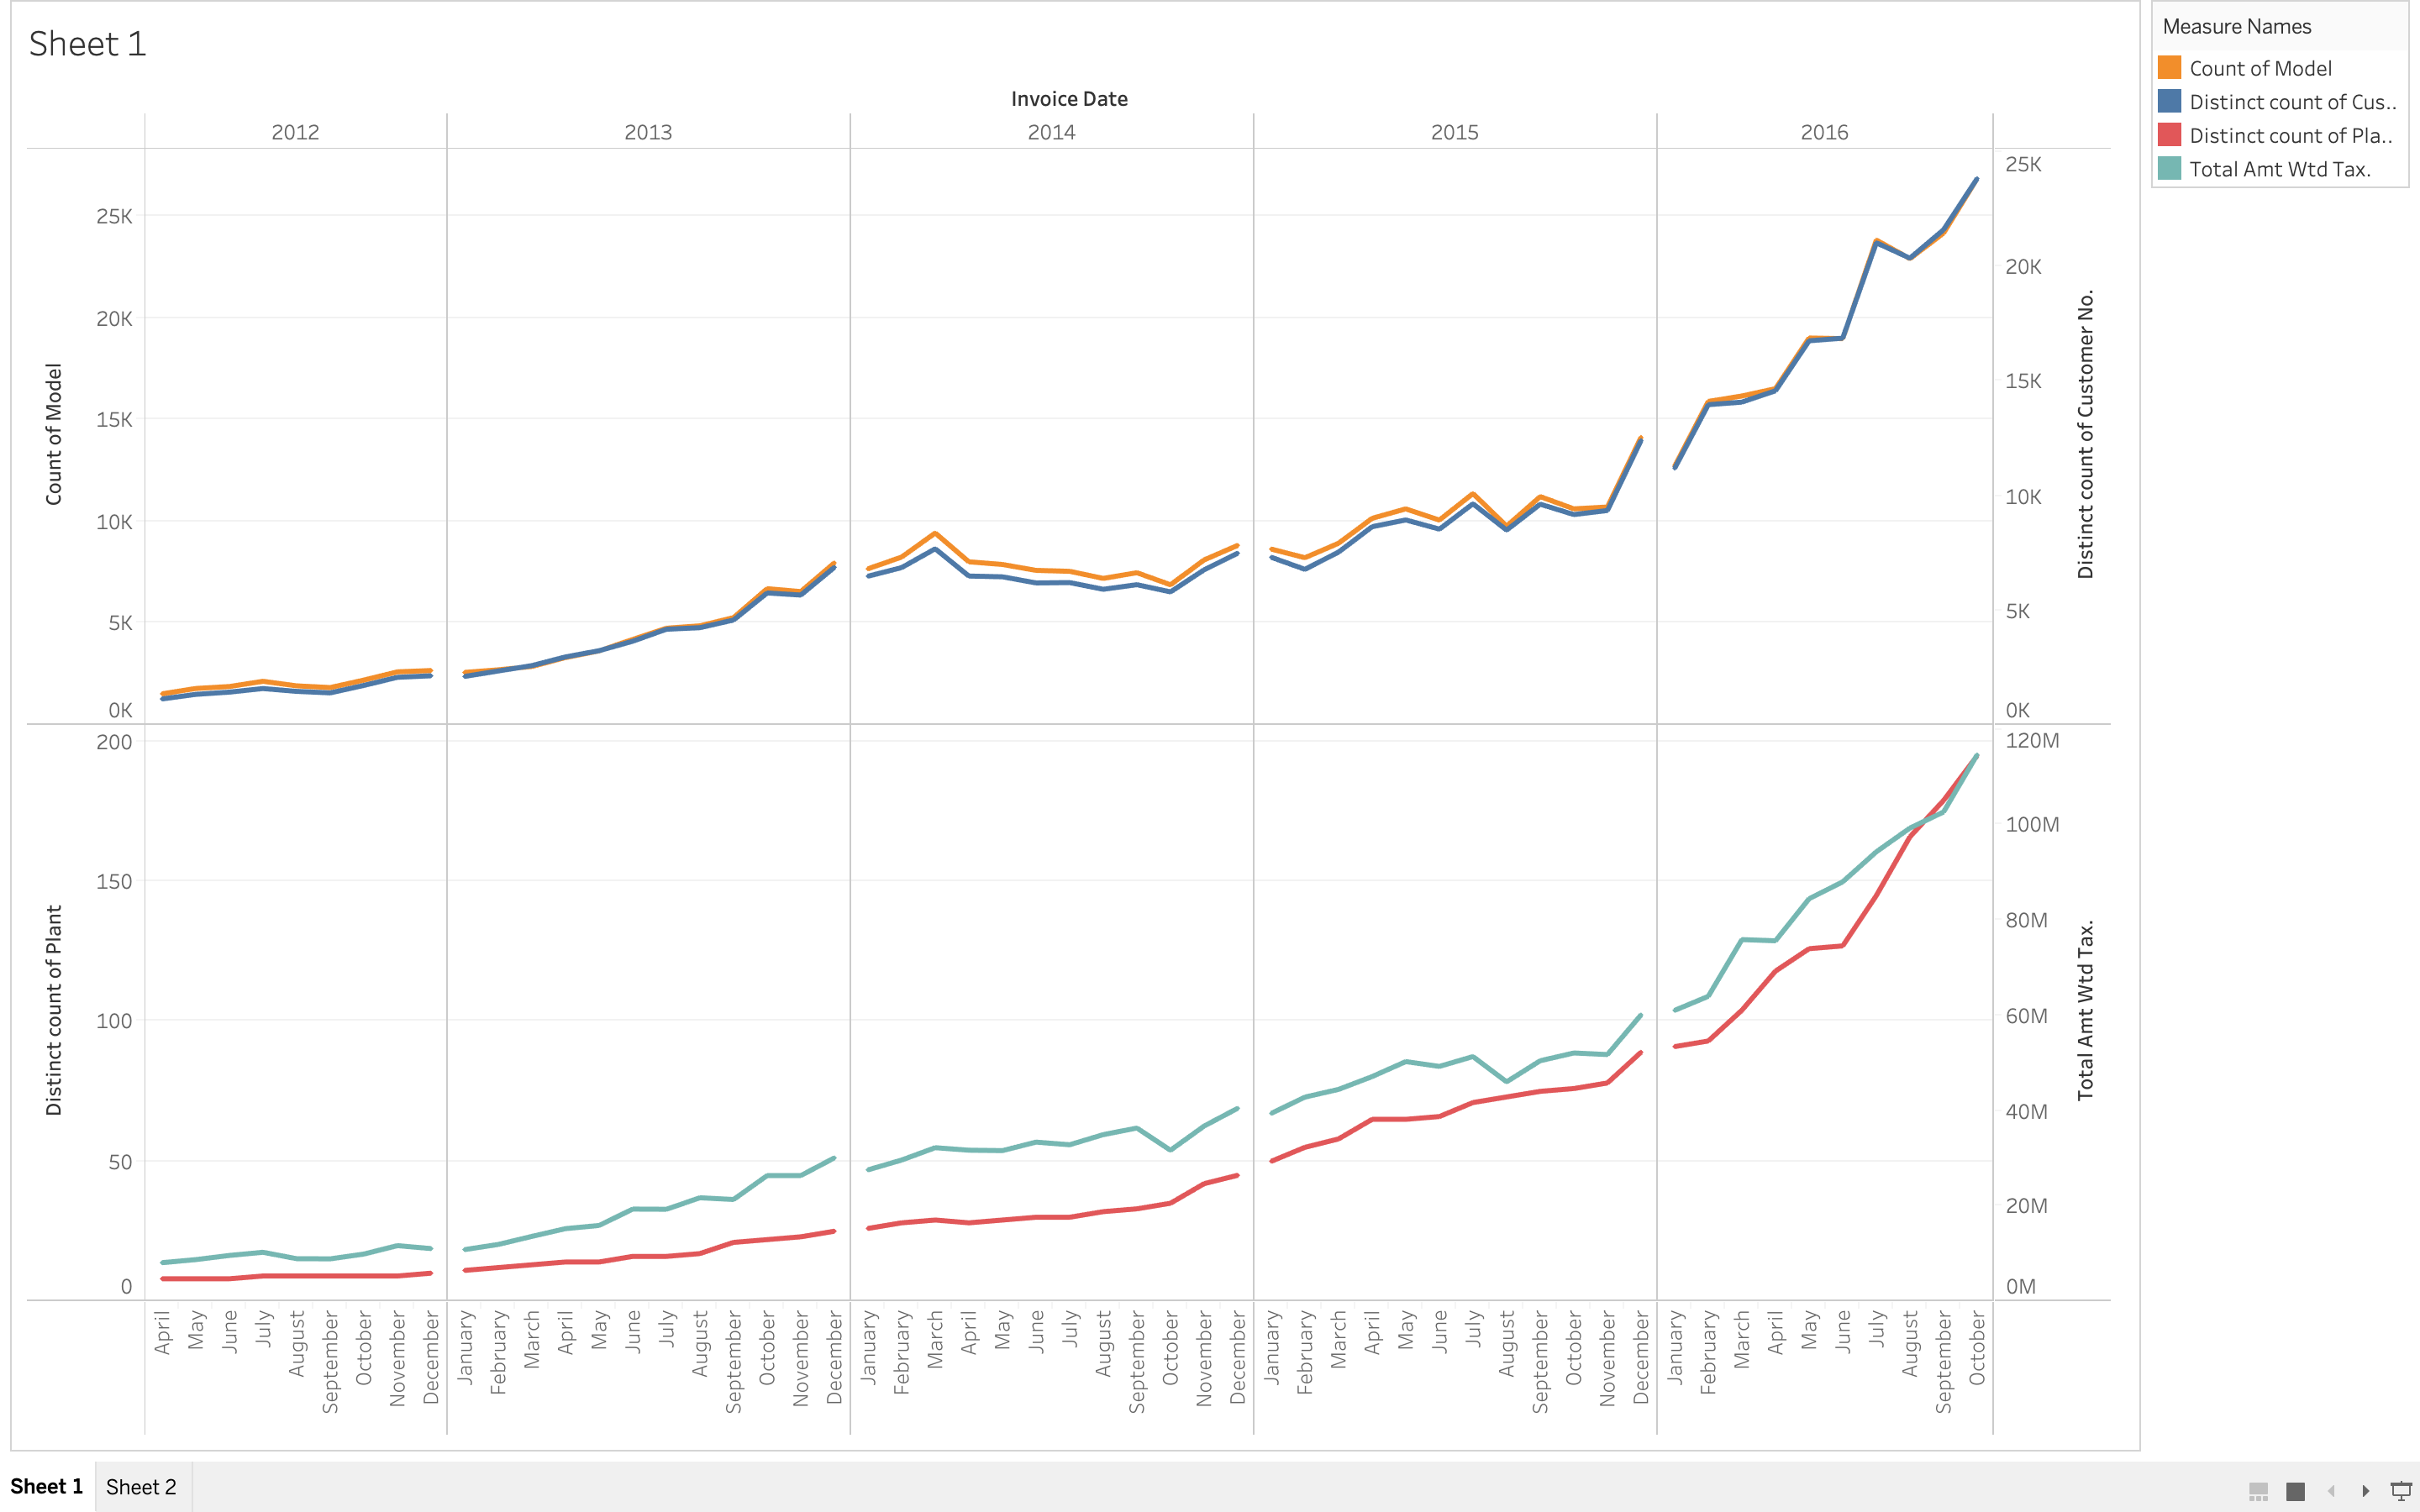 Sheet 1
Invoice Date
2012 2013 2014 2015 2016
Count of Model
25K
20K
15K
10K
5K
0K
25K
20K
15K
10K
5K
0K
Distinct count of Customer No.
Distinct count of Plant
200
150
100
50
0
120M
100M
80M
60M
40M
20M
0M
Total Amt Wtd Tax.
April May June July August September October November December January February March April May June July August September October November December January February March April May June July August September October November December January February March April May June July August September October November December January February March April May June July August September October
Measure Names
Count of Model
Distinct count of Cus..
Distinct count of Pla..
Total Amt Wtd Tax.
Sheet 1 Sheet 2